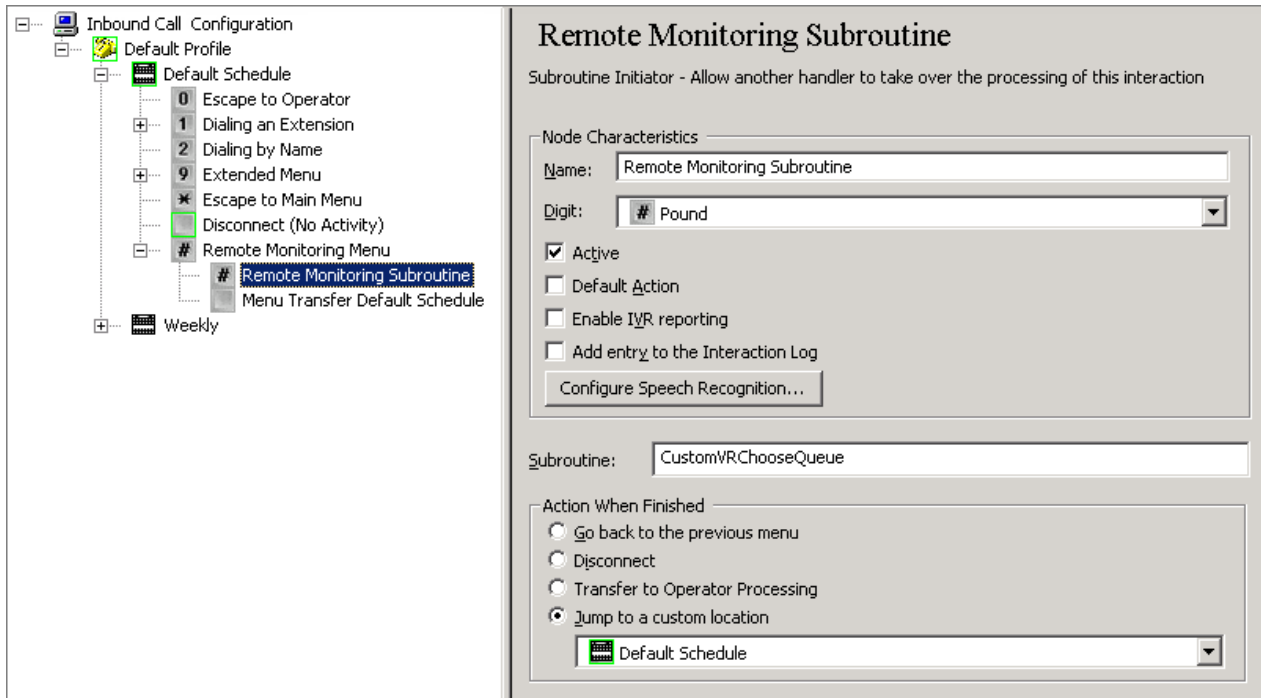 Inbound Call Configuration
Default Profile
Default Schedule
0 Escape to Operator
1 Dialing an Extension
2 Dialing by Name
9 Extended Menu
* Escape to Main Menu
Disconnect (No Activity)
# Remote Monitoring Menu
# Remote Monitoring Subroutine
Menu Transfer Default Schedule
Weekly
Remote Monitoring Subroutine
Subroutine Initiator - Allow another handler to take over the processing of this interaction
Node Characteristics
Name: Remote Monitoring Subroutine
Digit: # Pound
Active
Default Action
Enable IVR reporting
Add entry to the Interaction Log
Configure Speech Recognition...
Subroutine: CustomVRChooseQueue
Action When Finished
Go back to the previous menu
Disconnect
Transfer to Operator Processing
Jump to a custom location
Default Schedule